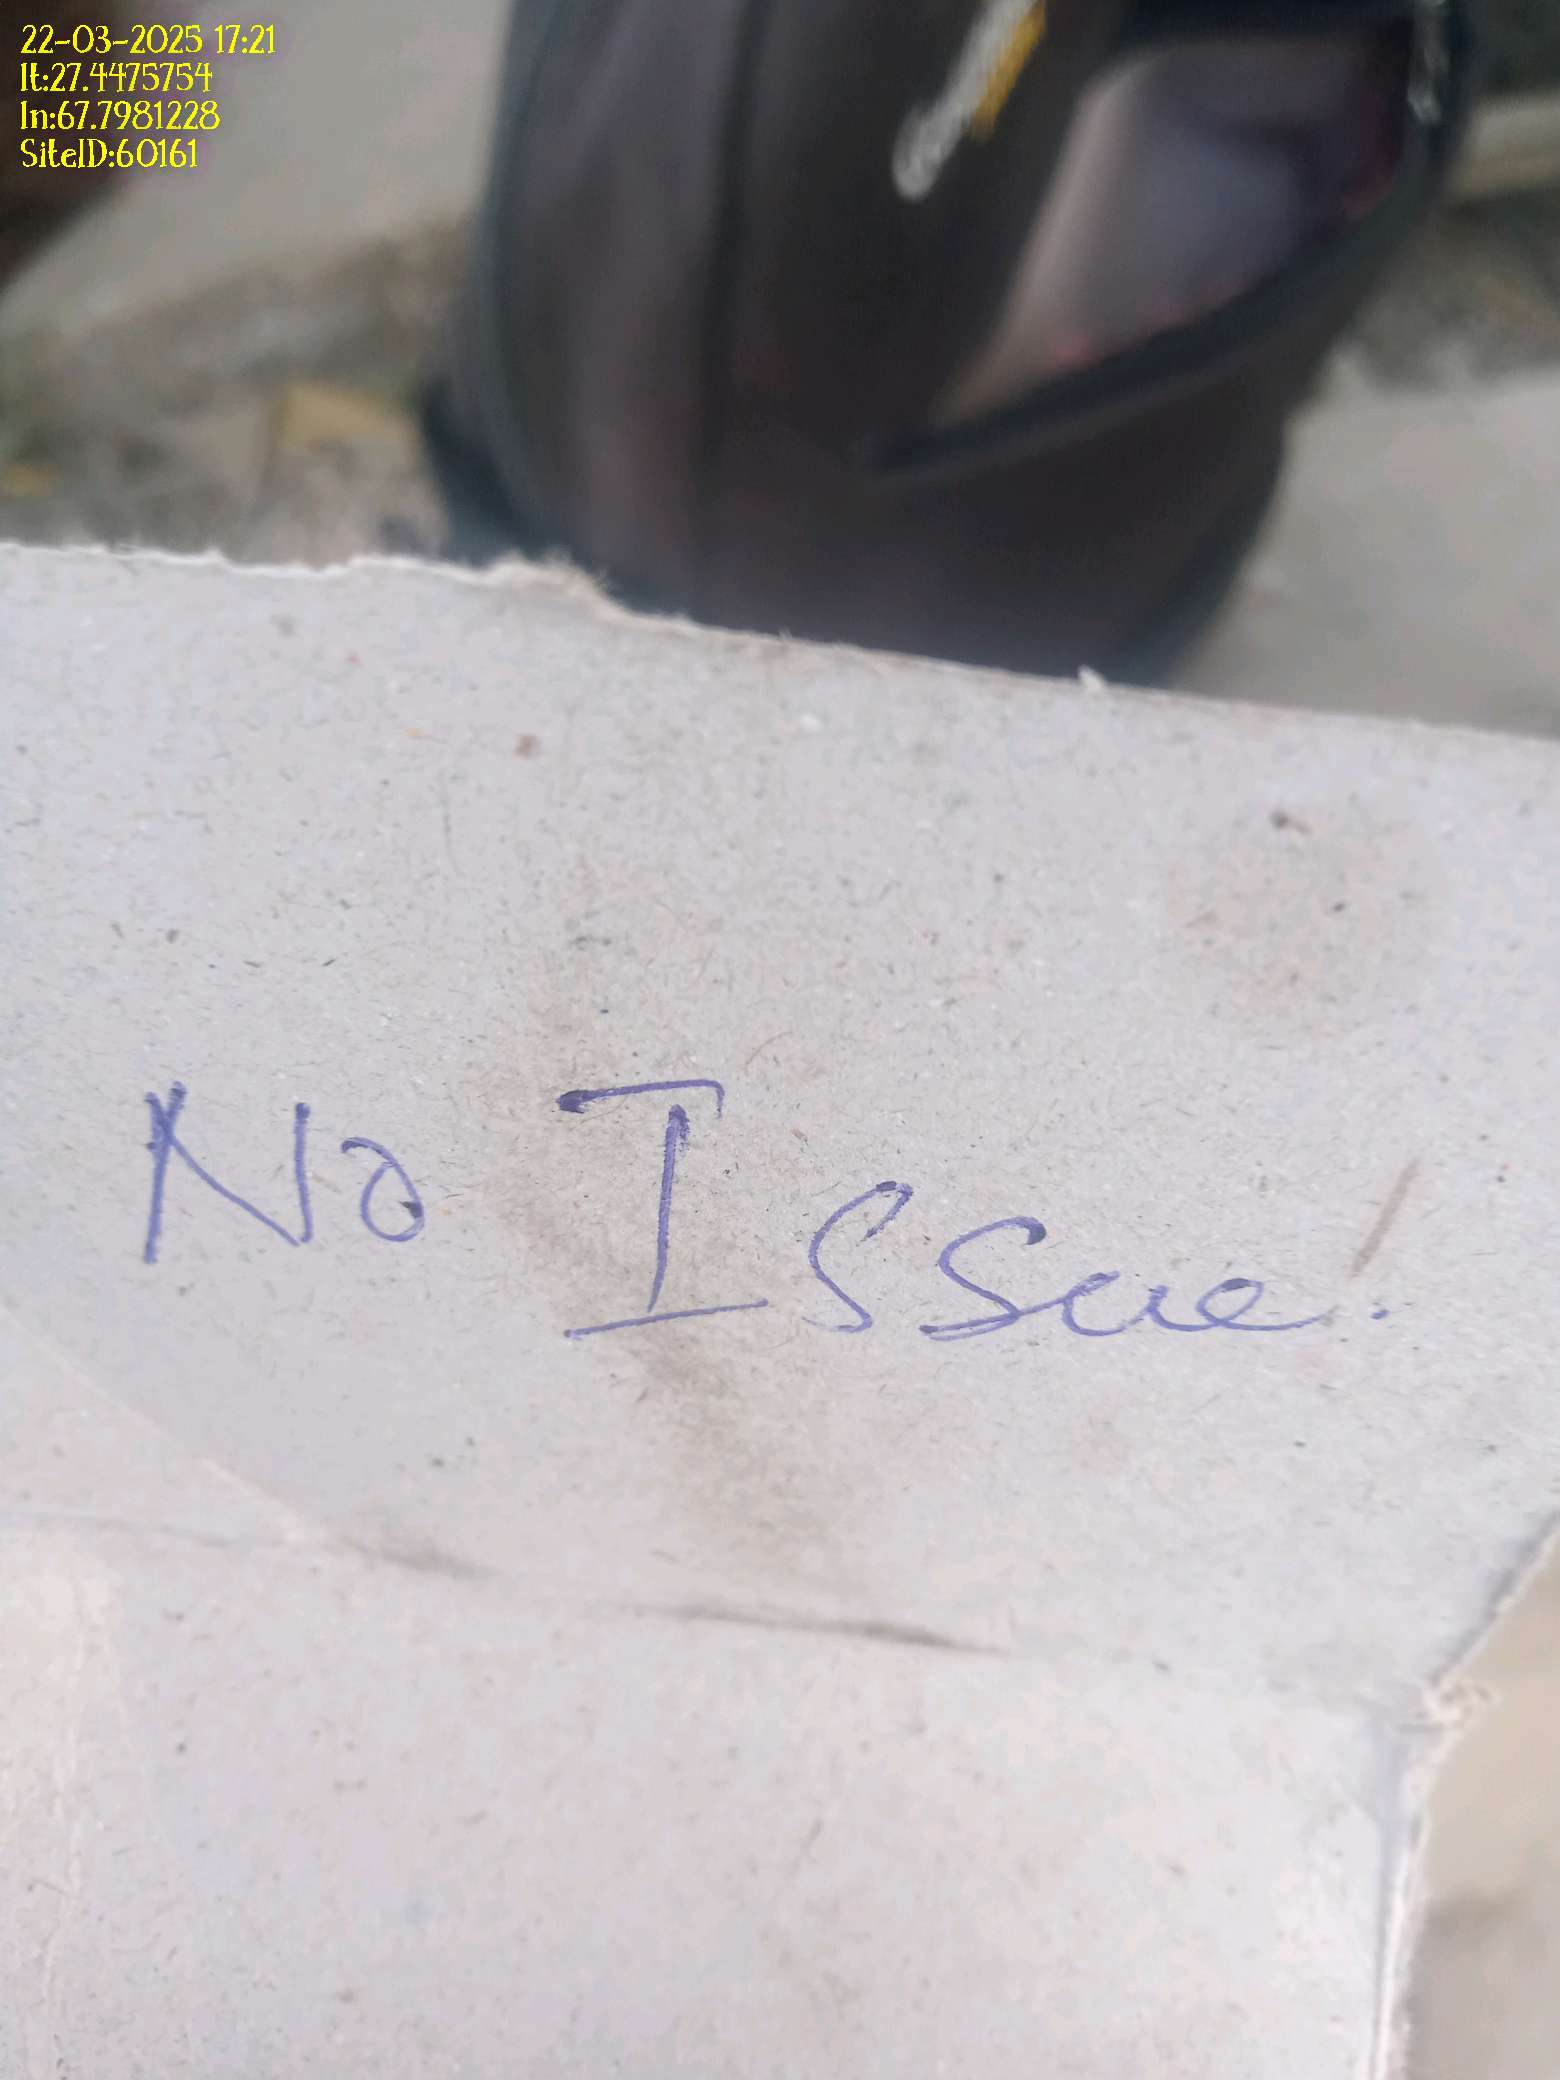 22-03-2025 17:21
lt:27.4475754
ln:67.7981228
SiteID:60161
No Issue.